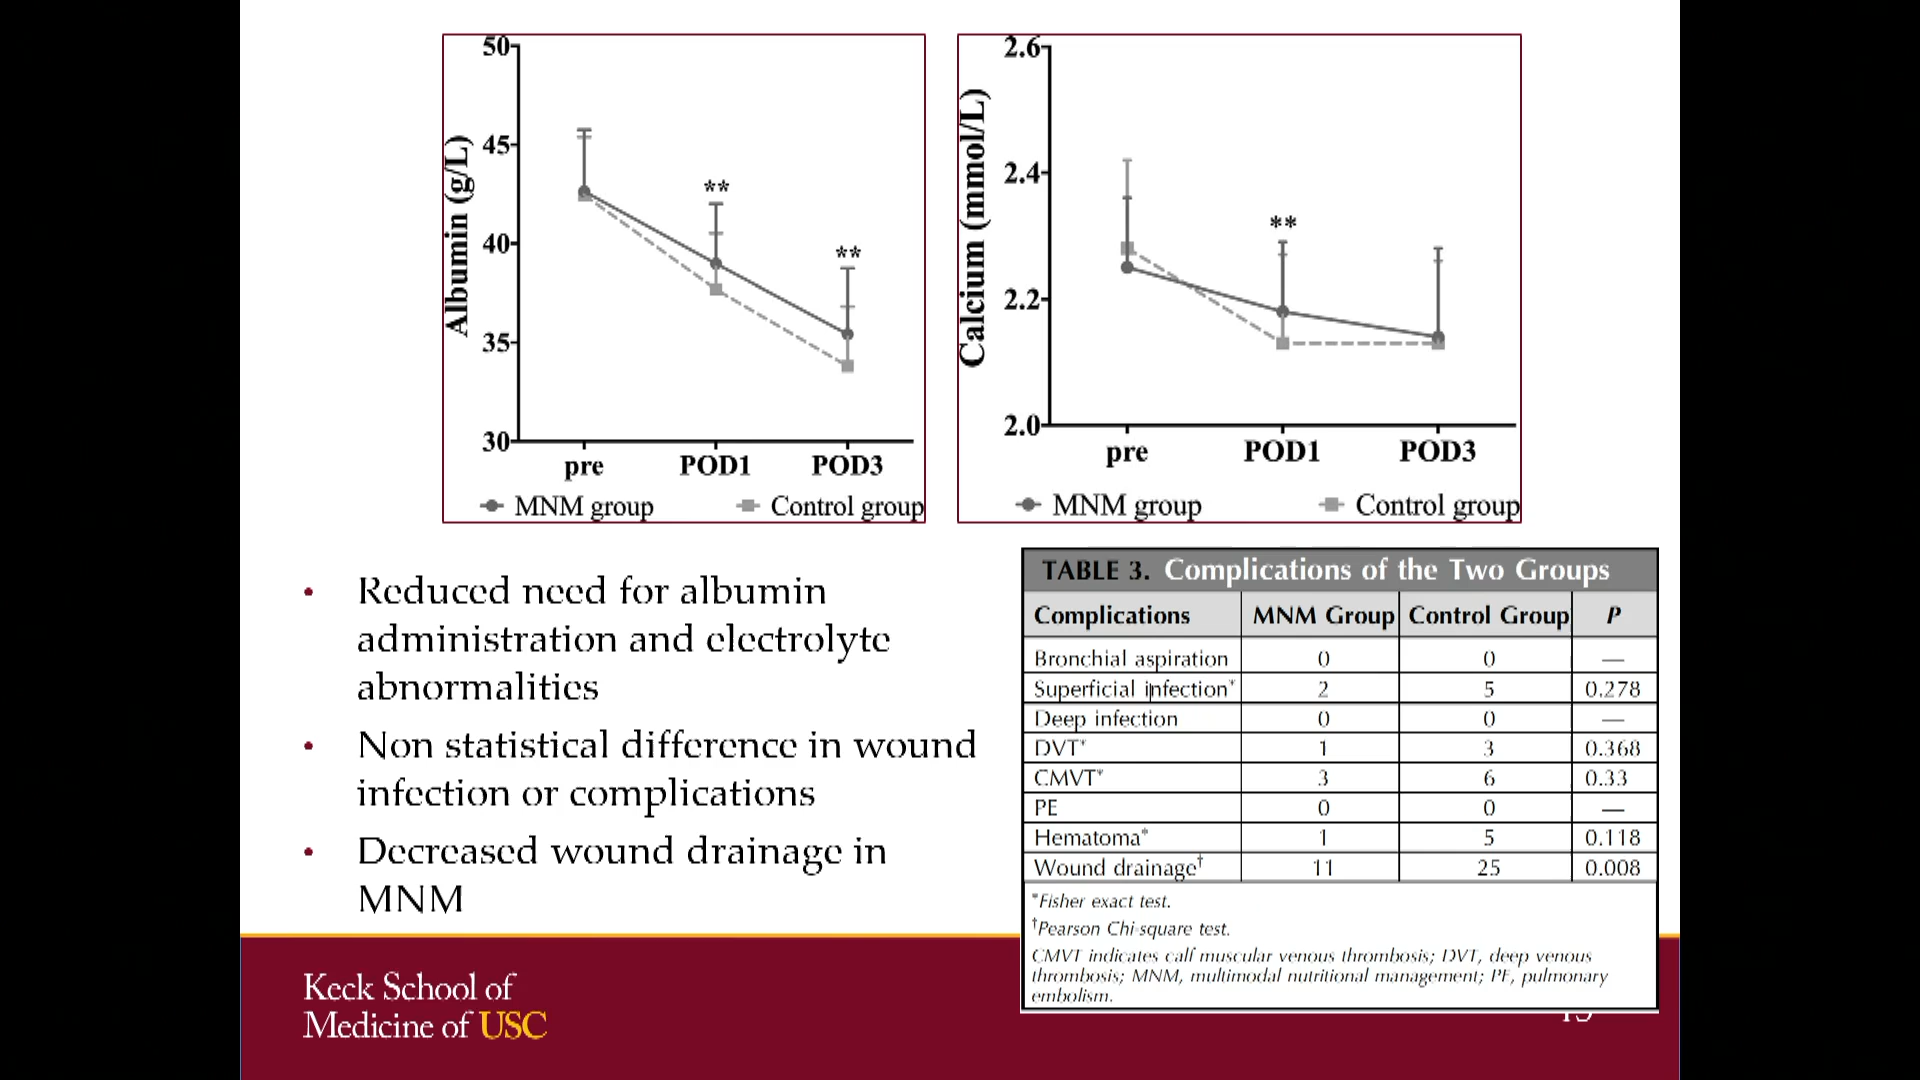 50
45
40
35
30
Albumin (g/L)
**
**
pre POD1 POD3
MNM group Control group
2.6
2.4
2.2
2.0
Calcium (mmol/L)
**
pre POD1 POD3
MNM group Control group
• Reduced need for albumin
administration and electrolyte
abnormalities
• Non statistical difference in wound
infection or complications
• Decreased wound drainage in
MNM
TABLE 3. Complications of the Two Groups
Complications MNM Group Control Group P
Bronchial aspiration 0 0 —
Superficial infection* 2 5 0.278
Deep infection 0 0 —
DVT* 1 3 0.368
CMVT* 3 6 0.33
PE 0 0 —
Hematoma* 1 5 0.118
Wound drainage† 11 25 0.008
*Fisher exact test.
†Pearson Chi-square test.
CMVT indicates calf muscular venous thrombosis; DVT, deep venous
thrombosis; MNM, multimodal nutritional management; PE, pulmonary
embolism.
Keck School of
Medicine of USC